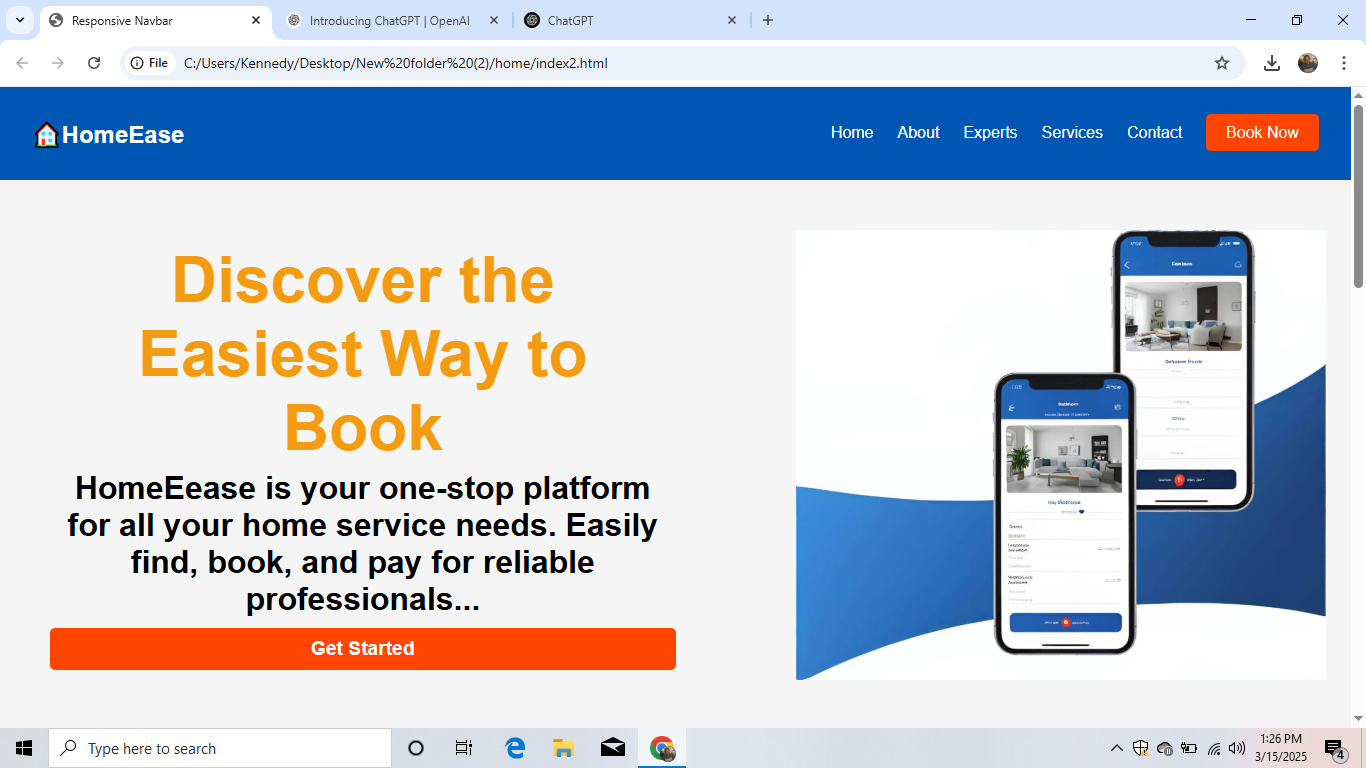 Responsive Navbar
Introducing ChatGPT | OpenAI
ChatGPT
File
C:/Users/Kennedy/Desktop/New%20folder%20(2)/home/index2.html
HomeEase
Home
About
Experts
Services
Contact
Book Now
Discover the
Easiest Way to
Book
HomeEease is your one-stop platform
for all your home service needs. Easily
find, book, and pay for reliable
professionals...
Get Started
Type here to search
1:26 PM
3/15/2025
4